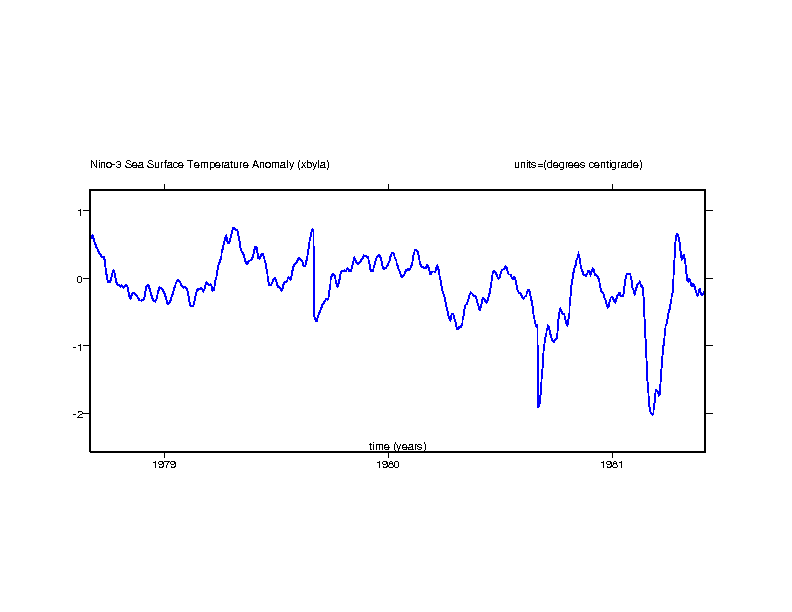 Nino-3 Sea Surface Temperature Anomaly (xbyla) units=(degrees centigrade)
1
0
-1
-2
time (years)
1979 1980 1981